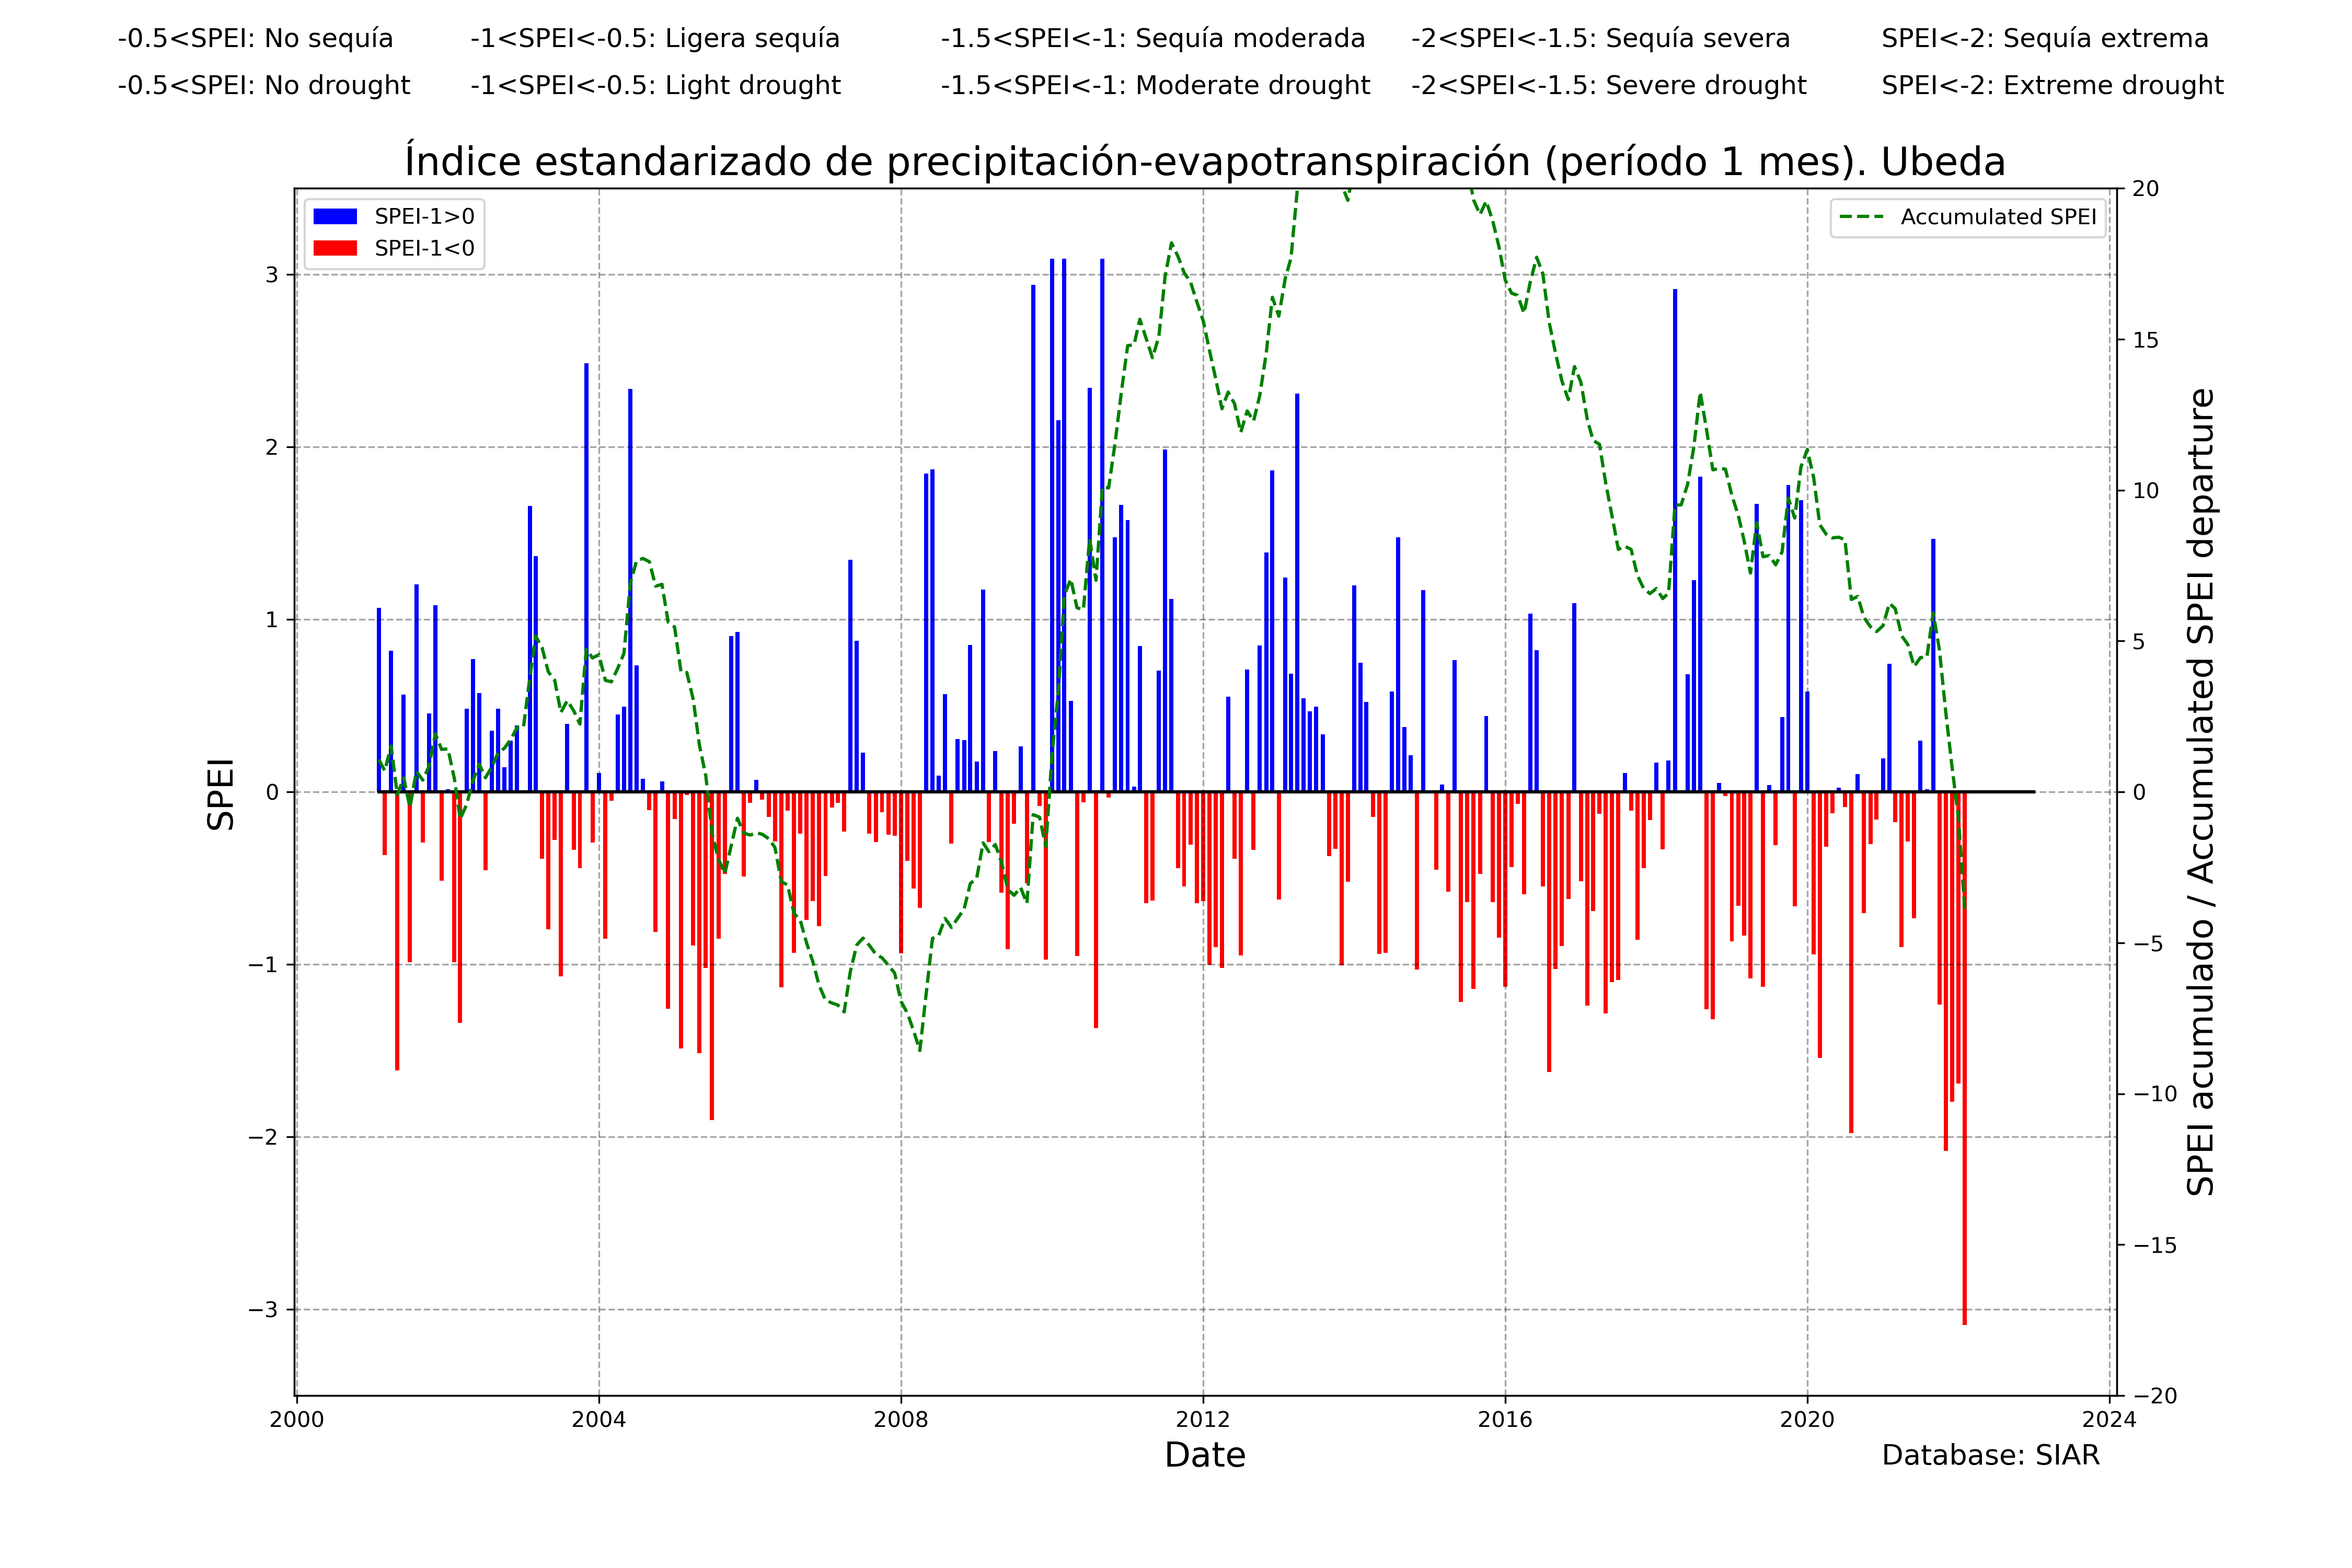 -0.5<SPEI: No sequía -1<SPEI<-0.5: Ligera sequía -1.5<SPEI<-1: Sequía moderada -2<SPEI<-1.5: Sequía severa SPEI<-2: Sequía extrema
-0.5<SPEI: No drought -1<SPEI<-0.5: Light drought -1.5<SPEI<-1: Moderate drought -2<SPEI<-1.5: Severe drought SPEI<-2: Extreme drought
Índice estandarizado de precipitación-evapotranspiración (período 1 mes). Ubeda
SPEI-1>0
SPEI-1<0
Accumulated SPEI
SPEI
3
2
1
0
−1
−2
−3
20
15
10
5
0
−5
−10
−15
−20
SPEI acumulado / Accumulated SPEI departure
2000 2004 2008 2012 2016 2020 2024
Date
Database: SIAR